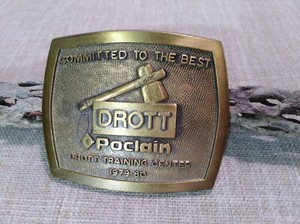 COMMITTED TO THE BEST
DROTT
Poclain
DROTT TRAINING CENTER
1979-80